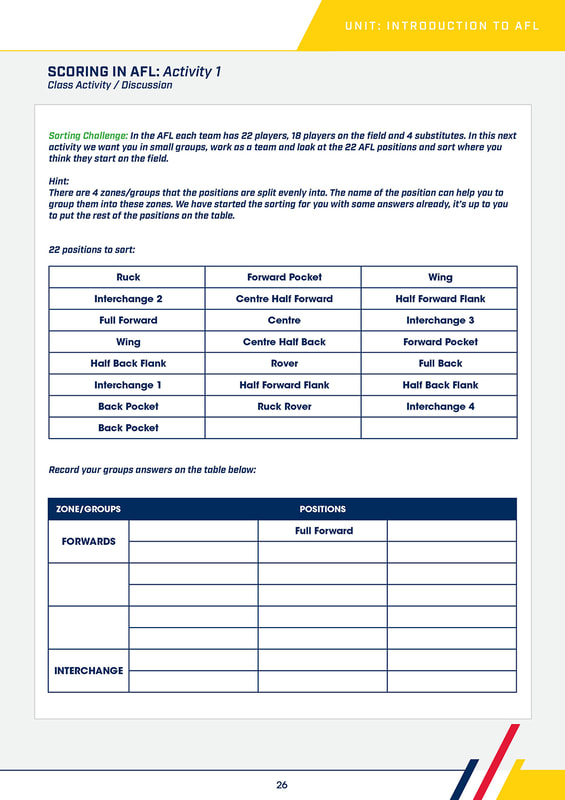 UNIT: INTRODUCTION TO AFL
SCORING IN AFL: Activity 1
Class Activity / Discussion
Sorting Challenge: In the AFL each team has 22 players, 18 players on the field and 4 substitutes. In this next
activity we want you in small groups, work as a team and look at the 22 AFL positions and sort where you
think they start on the field.
Hint:
There are 4 zones/groups that the positions are split evenly into. The name of the position can help you to
group them into these zones. We have started the sorting for you with some answers already, it's up to you
to put the rest of the positions on the table.
22 positions to sort:
Ruck Forward Pocket Wing
Interchange 2 Centre Half Forward Half Forward Flank
Full Forward Centre Interchange 3
Wing Centre Half Back Forward Pocket
Half Back Flank Rover Full Back
Interchange 1 Half Forward Flank Half Back Flank
Back Pocket Ruck Rover Interchange 4
Back Pocket
Record your groups answers on the table below:
ZONE/GROUPS POSITIONS
Full Forward
FORWARDS
INTERCHANGE
26